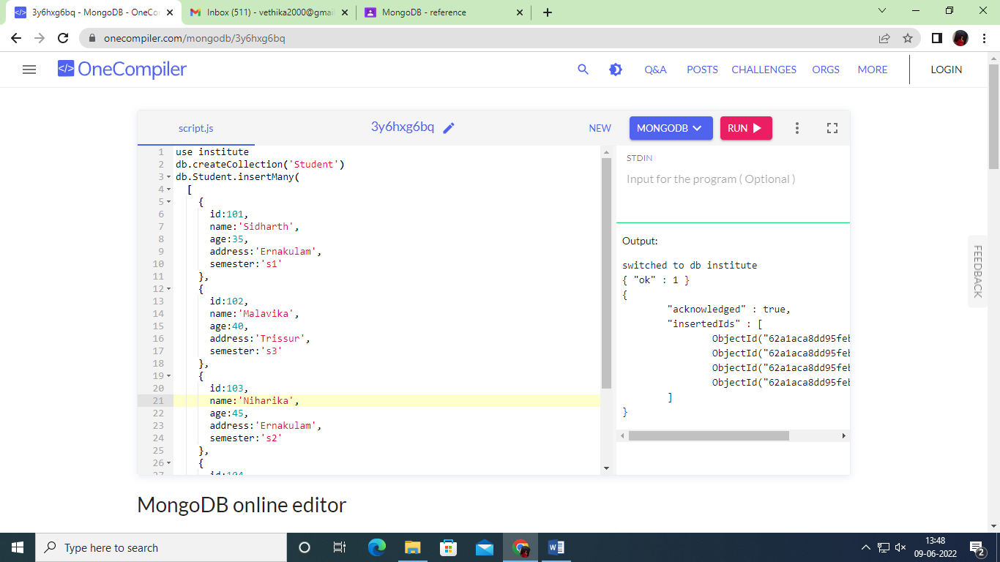 3y6hxg6bq - MongoDB - OneCo
Inbox (511) - vethika2000@gmai
MongoDB - reference
onecompiler.com/mongodb/3y6hxg6bq
</> OneCompiler
Q&A POSTS CHALLENGES ORGS MORE LOGIN
script.js 3y6hxg6bq NEW MONGODB RUN
1 use institute
2 db.createCollection('Student')
3 db.Student.insertMany(
4 [
5 {
6 id:101,
7 name:'Sidharth',
8 age:35,
9 address:'Ernakulam',
10 semester:'s1'
11 },
12 {
13 id:102,
14 name:'Malavika',
15 age:40,
16 address:'Trissur',
17 semester:'s3'
18 },
19 {
20 id:103,
21 name:'Niharika',
22 age:45,
23 address:'Ernakulam',
24 semester:'s2'
25 },
26 {
27 id:104,
STDIN
Input for the program ( Optional )
Output:
switched to db institute
{ "ok" : 1 }
{
"acknowledged" : true,
"insertedIds" : [
ObjectId("62a1aca8dd95feb
ObjectId("62a1aca8dd95feb
ObjectId("62a1aca8dd95feb
ObjectId("62a1aca8dd95feb
]
}
FEEDBACK
MongoDB online editor
Type here to search
13:48
09-06-2022
2